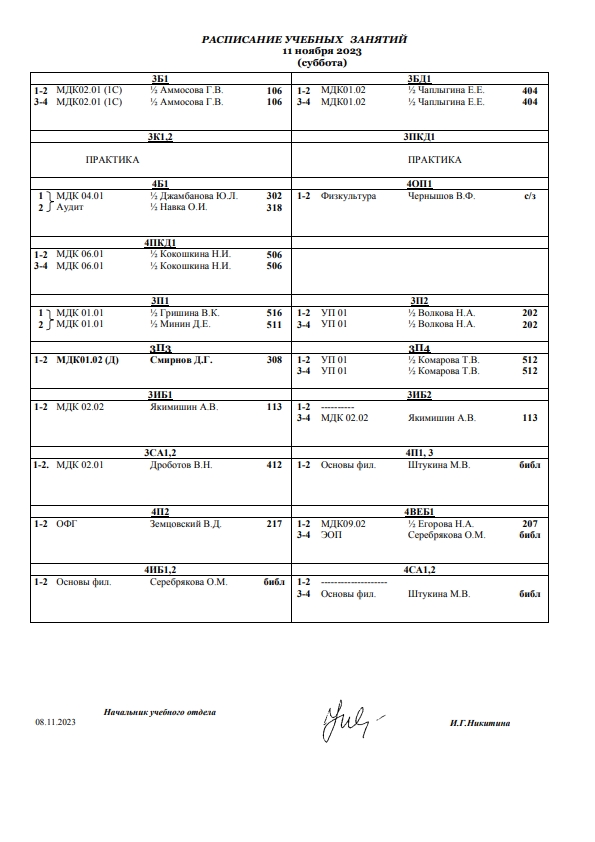 РАСПИСАНИЕ УЧЕБНЫХ ЗАНЯТИЙ
11 ноября 2023
(суббота)
3Б1
1-2 МДК02.01 (1С) ½ Аммосова Г.В. 106
3-4 МДК02.01 (1С) ½ Аммосова Г.В. 106
3БД1
1-2 МДК01.02 ½ Чаплыгина Е.Е. 404
3-4 МДК01.02 ½ Чаплыгина Е.Е. 404
3К1,2
ПРАКТИКА
3ПКД1
ПРАКТИКА
4Б1
1 МДК 04.01 ½ Джамбанова Ю.Л. 302
2 Аудит ½ Навка О.И. 318
4ОП1
1-2 Физкультура Чернышов В.Ф. с/з
4ПКД1
1-2 МДК 06.01 ½ Кокошкина Н.И. 506
3-4 МДК 06.01 ½ Кокошкина Н.И. 506
3П1
1 МДК 01.01 ½ Гришина В.К. 516
2 МДК 01.01 ½ Минин Д.Е. 511
3П2
1-2 УП 01 ½ Волкова Н.А. 202
3-4 УП 01 ½ Волкова Н.А. 202
3П3
1-2 МДК01.02 (Д) Смирнов Д.Г. 308
3П4
1-2 УП 01 ½ Комарова Т.В. 512
3-4 УП 01 ½ Комарова Т.В. 512
3ИБ1
1-2 МДК 02.02 Якимишин А.В. 113
3ИБ2
1-2 ----------
3-4 МДК 02.02 Якимишин А.В. 113
3СА1,2
1-2. МДК 02.01 Дроботов В.Н. 412
4П1, 3
1-2 Основы фил. Штукина М.В. библ
4П2
1-2 ОФГ Земцовский В.Д. 217
4ВЕБ1
1-2 МДК09.02 ½ Егорова Н.А. 207
3-4 ЭОП Серебрякова О.М. библ
4ИБ1,2
1-2 Основы фил. Серебрякова О.М. библ
4СА1,2
1-2 --------------------
3-4 Основы фил. Штукина М.В. библ
Начальник учебного отдела
08.11.2023
И.Г.Никитина